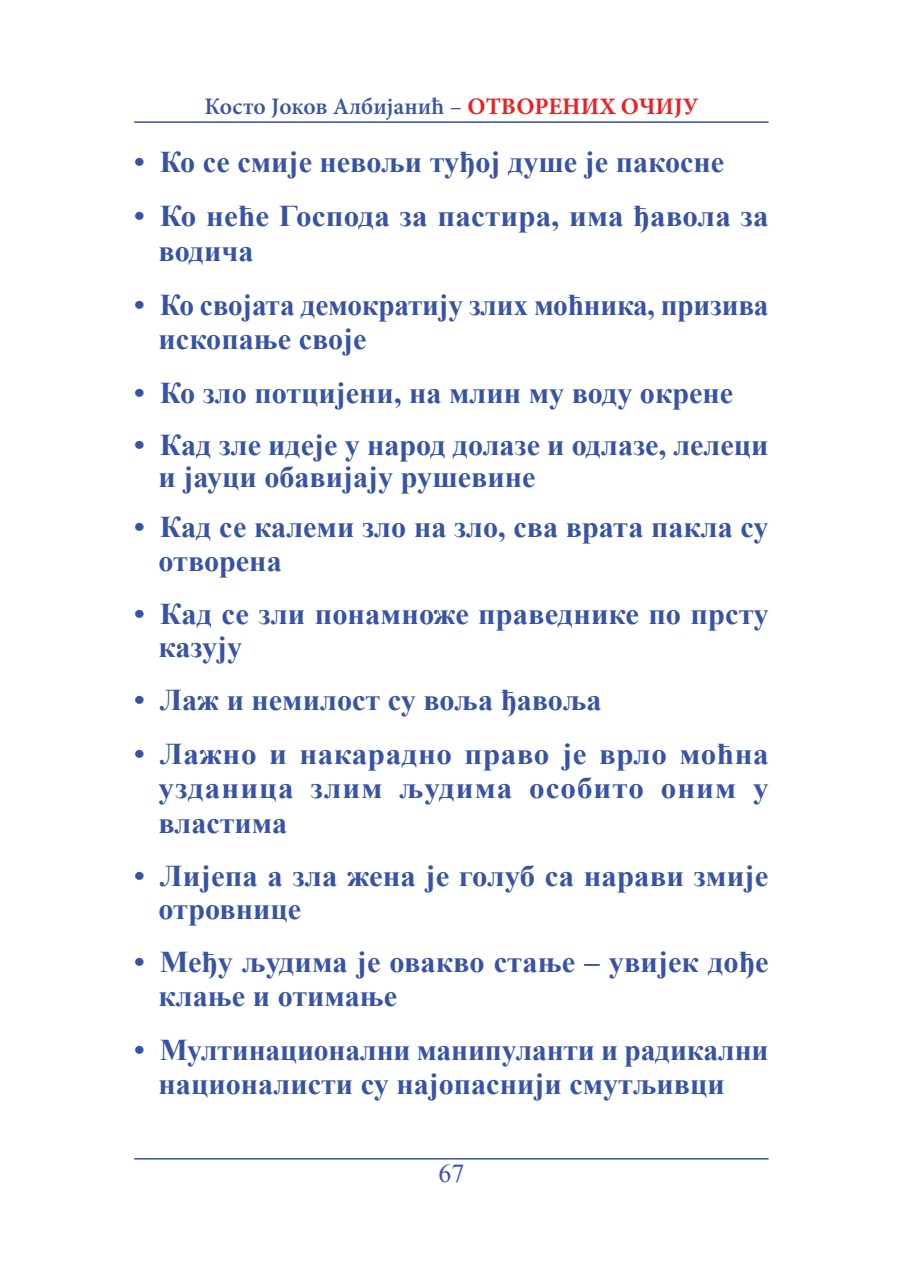 Косто Јоков Албијанић – ОТВОРЕНИХ ОЧИЈУ
• Ко се смије невољи туђој душе је пакосне
• Ко неће Господа за пастира, има ђавола за
водича
• Ко својата демократију злих моћника, призива
ископање своје
• Ко зло потцијени, на млин му воду окрене
• Кад зле идеје у народ долазе и одлазе, лелеци
и јауци обавијају рушевине
• Кад се калеми зло на зло, сва врата пакла су
отворена
• Кад се зли понамноже праведнике по прсту
казују
• Лаж и немилост су воља ђавоља
• Лажно и накарадно право је врло моћна
узданица злим људима особито оним у
властима
• Лијепа а зла жена је голуб са нарави змије
отровнице
• Међу људима је овакво стање – увијек дође
клање и отимање
• Мултинационални манипуланти и радикални
националисти су најопаснији смутљивци
67